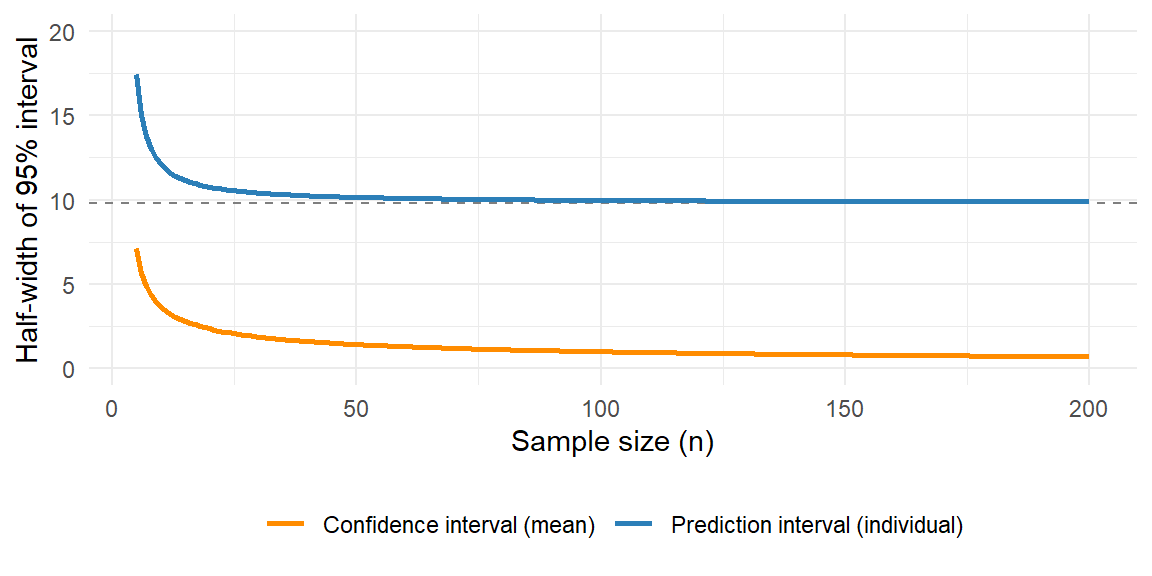 Half-width of 95% interval
20
15
10
5
0
0 50 100 150 200
Sample size (n)
Confidence interval (mean) Prediction interval (individual)